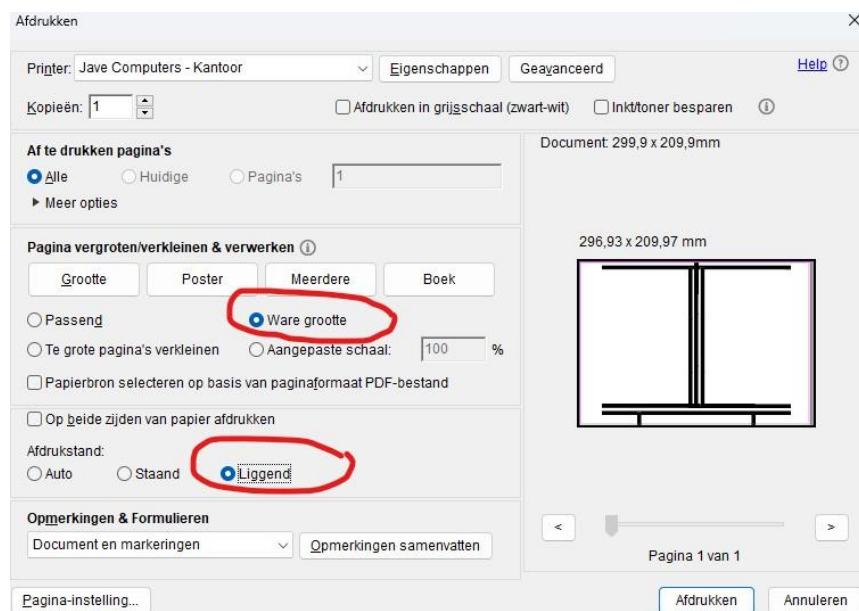 Afdrukken
Printer: Jave Computers - Kantoor Eigenschappen Geavanceerd Help
Kopieën: 1 Afdrukken in grijsschaal (zwart-wit) Inkt/toner besparen
Af te drukken pagina's
Alle Huidige Pagina's 1
Meer opties
Pagina vergroten/verkleinen & verwerken
Grootte Poster Meerdere Boek
Passend Ware grootte
Te grote pagina's verkleinen Aangepaste schaal: 100 %
Papierbron selecteren op basis van paginaformaat PDF-bestand
Op beide zijden van papier afdrukken
Afdrukstand:
Auto Staand Liggend
Opmerkingen & Formulieren
Document en markeringen Opmerkingen samenvatten
Document: 299,9 x 209,9mm
296,93 x 209,97 mm
< >
Pagina 1 van 1
Pagina-instelling... Afdrukken Annuleren